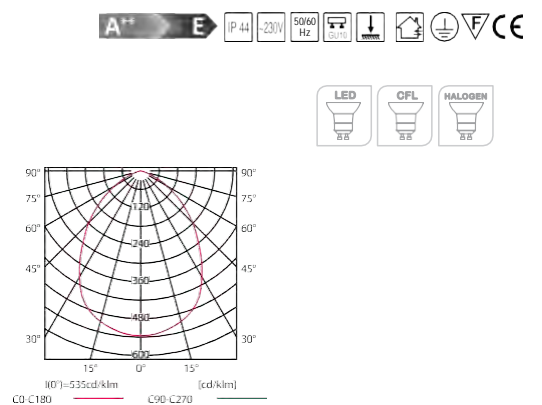 A++ E IP 44 ~230V 50/60 Hz GU10 F CE
LED CFL HALOGEN
90° 90°
75° 120 75°
60° 240 60°
45° 360 45°
480
30° 600 30°
15° 0° 15°
I(0°)=535cd/klm [cd/klm]
C0-C180 C90-C270